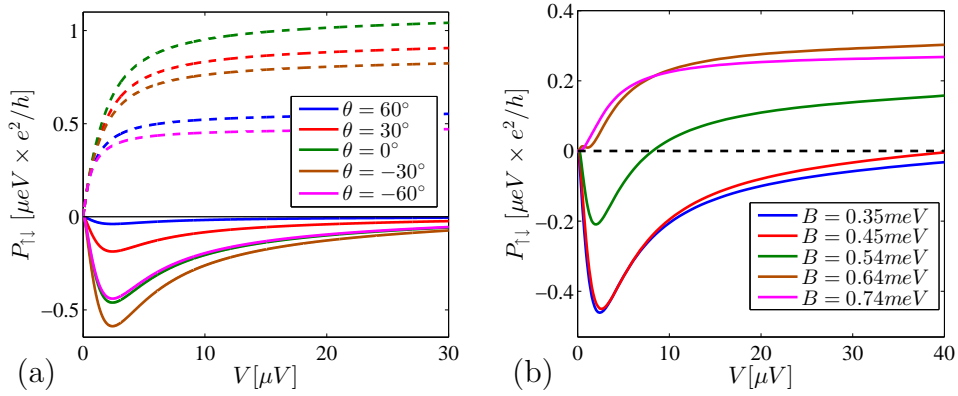 1
0.5
0
−0.5
P↑↓ [μeV × e²/h]
θ = 60°
θ = 30°
θ = 0°
θ = −30°
θ = −60°
0 10 20 30
V[μV]
(a)
0.4
0.2
0
−0.2
−0.4
P↑↓ [μeV × e²/h]
B = 0.35meV
B = 0.45meV
B = 0.54meV
B = 0.64meV
B = 0.74meV
0 10 20 30 40
V[μV]
(b)